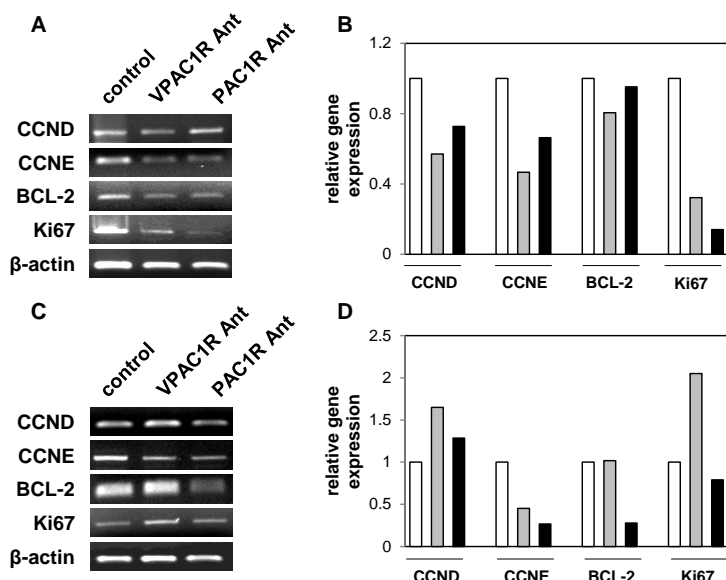 A
control
VPAC1R Ant
PAC1R Ant
CCND
CCNE
BCL-2
Ki67
β-actin
B
relative gene
expression
1.2
0.8
0.4
0
CCND
CCNE
BCL-2
Ki67
C
control
VPAC1R Ant
PAC1R Ant
CCND
CCNE
BCL-2
Ki67
β-actin
D
relative gene
expression
2.5
2
1.5
1
0.5
0
CCND
CCNE
BCL-2
Ki67